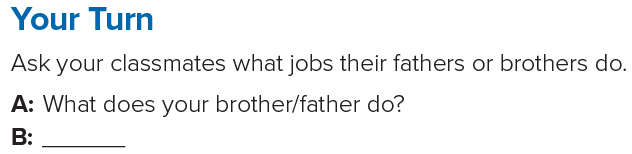 Your Turn
Ask your classmates what jobs their fathers or brothers do.
A: What does your brother/father do?
B: _______